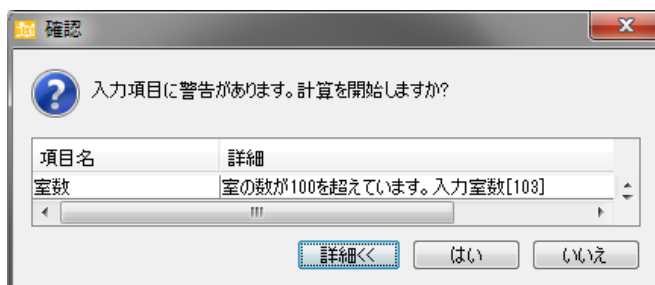 確認
入力項目に警告があります。計算を開始しますか?
項目名 詳細
室数 室の数が100を超えています。入力室数[103]
詳細<< はい いいえ